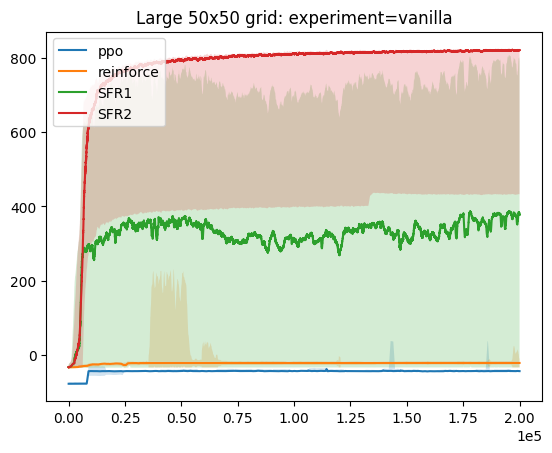 Large 50x50 grid: experiment=vanilla
ppo
reinforce
SFR1
SFR2
800
600
400
200
0
0.00 0.25 0.50 0.75 1.00 1.25 1.50 1.75 2.00
1e5